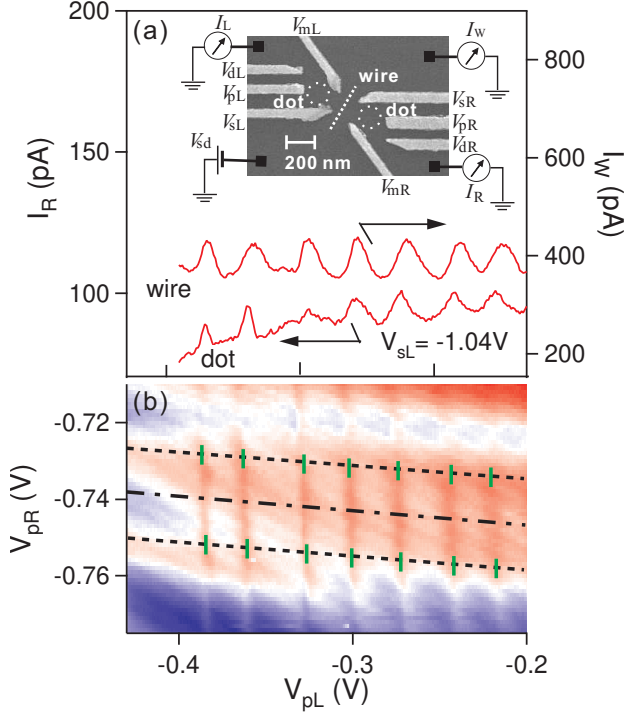 200
(a)
I_L
V_mL
I_W
800
V_dL
wire
V_pL
dot
dot
V_sR
V_sL
V_pR
150
V_sd
V_dR
200 nm
600
I_R
V_mR
I_R (pA)
I_W (pA)
400
wire
100
V_sL = -1.04V
dot
200
(b)
-0.72
-0.74
-0.76
V_pR (V)
-0.4
-0.3
-0.2
V_pL (V)